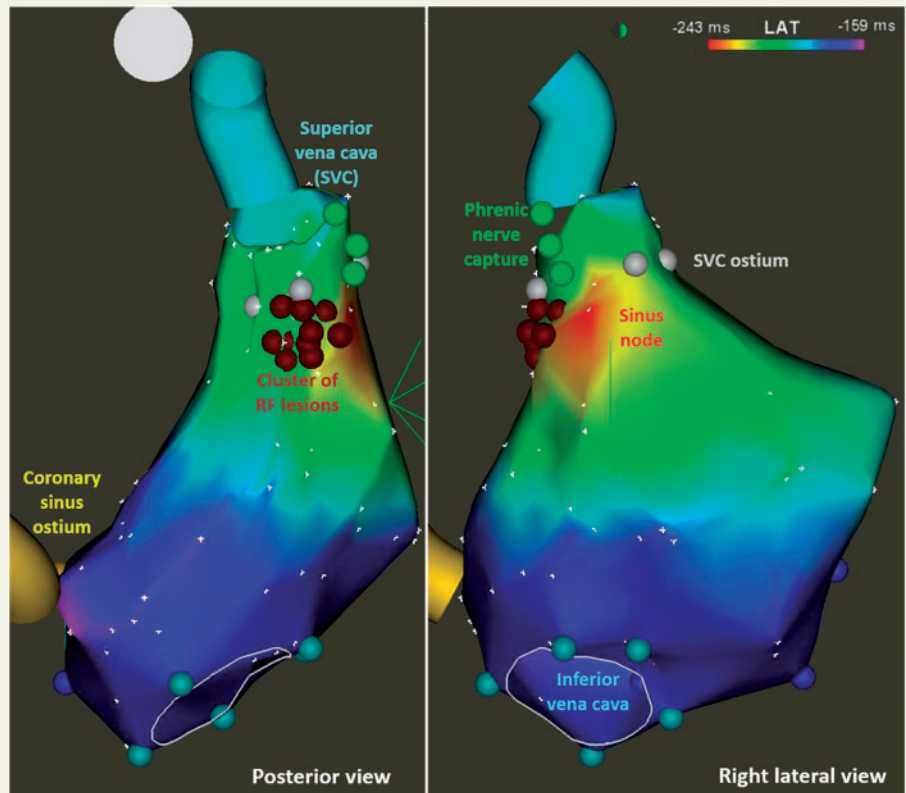 -243 ms LAT -159 ms
Superior
vena cava
(SVC)
Cluster of
RF lesions
Coronary
sinus
ostium
Posterior view
Phrenic
nerve
capture
SVC ostium
Sinus
node
Inferior
vena cava
Right lateral view